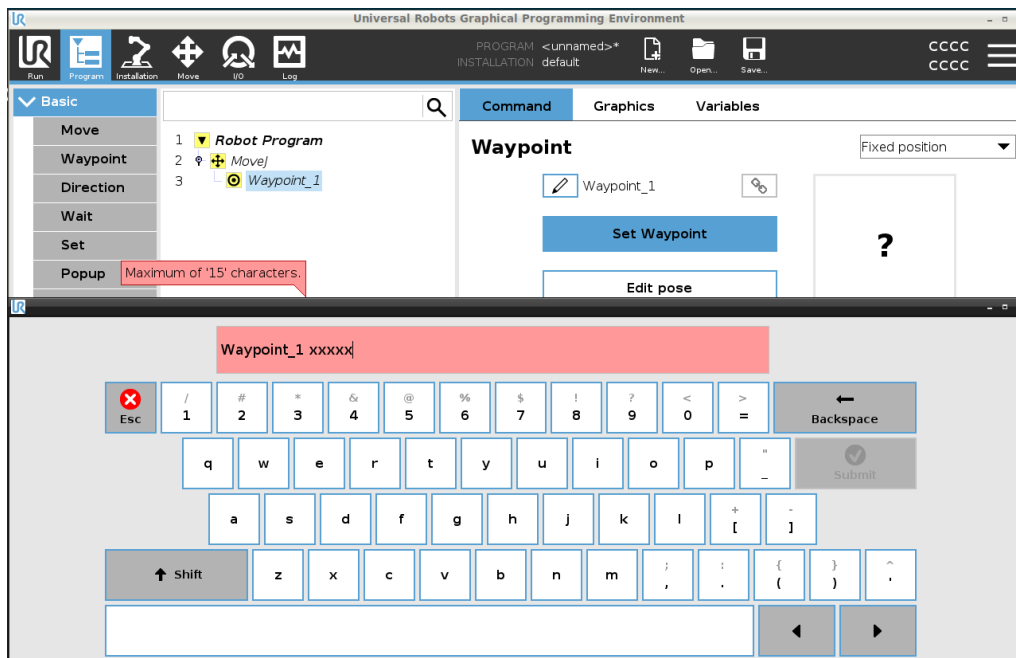 UR
Universal Robots Graphical Programming Environment
UR
Run
Program
Installation
Move
I/O
Log
PROGRAM <unnamed>*
INSTALLATION default
New...
Open...
Save...
CCCC
CCCC
Basic
Move
Waypoint
Direction
Wait
Set
Popup
1 Robot Program
2 MoveJ
3 Waypoint_1
Maximum of '15' characters.
Command Graphics Variables
Waypoint
Fixed position
Waypoint_1
Set Waypoint
?
Edit pose
UR
Waypoint_1 xxxxx
Esc
/ # * & @ % $ ! ? < >
1 2 3 4 5 6 7 8 9 0 =
Backspace
q w e r t y u i o p " _
Submit
a s d f g h j k l + [ - ]
Shift z x c v b n m ; , : . { ( } ) ^ '